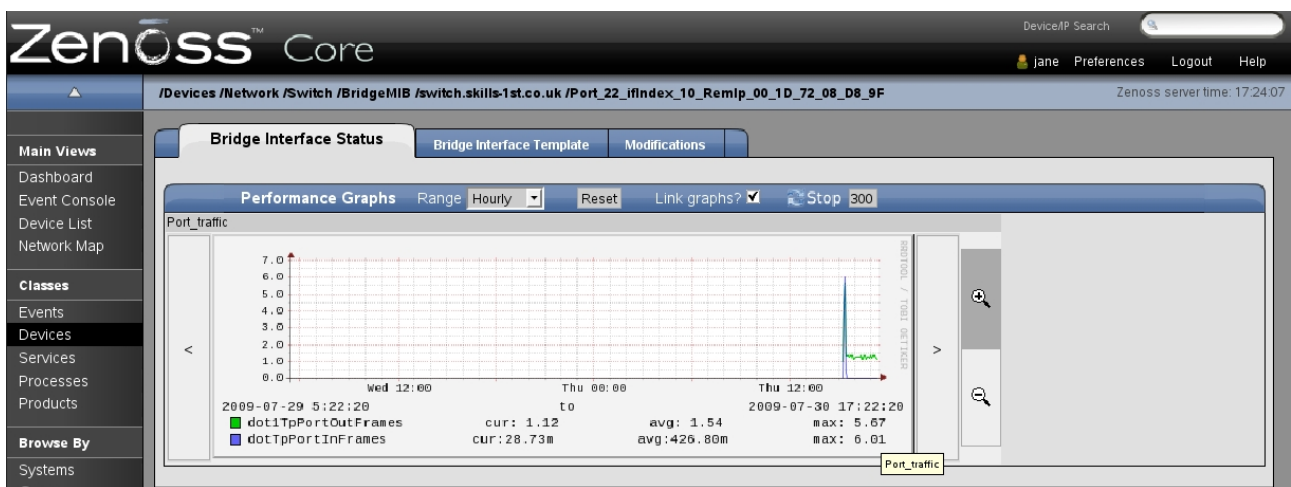 Zenoss™ Core
Device/IP Search
jane Preferences Logout Help
/Devices /Network /Switch /BridgeMIB /switch.skills-1st.co.uk /Port_22_ifIndex_10_RemIp_00_1D_72_08_D8_9F
Zenoss server time: 17:24:07
Main Views
Dashboard
Event Console
Device List
Network Map
Classes
Events
Devices
Services
Processes
Products
Browse By
Systems
Bridge Interface Status
Bridge Interface Template
Modifications
Performance Graphs Range Hourly Reset Link graphs? Stop 300
Port_traffic
<
7.0
6.0
5.0
4.0
3.0
2.0
1.0
0.0
Wed 12:00 Thu 00:00 Thu 12:00
RRDTOOL / TOBI OETIKER
2009-07-29 5:22:20 to 2009-07-30 17:22:20
dot1TpPortOutFrames cur: 1.12 avg: 1.54 max: 5.67
dotTpPortInFrames cur:28.73m avg:426.80m max: 6.01
>
Port_traffic